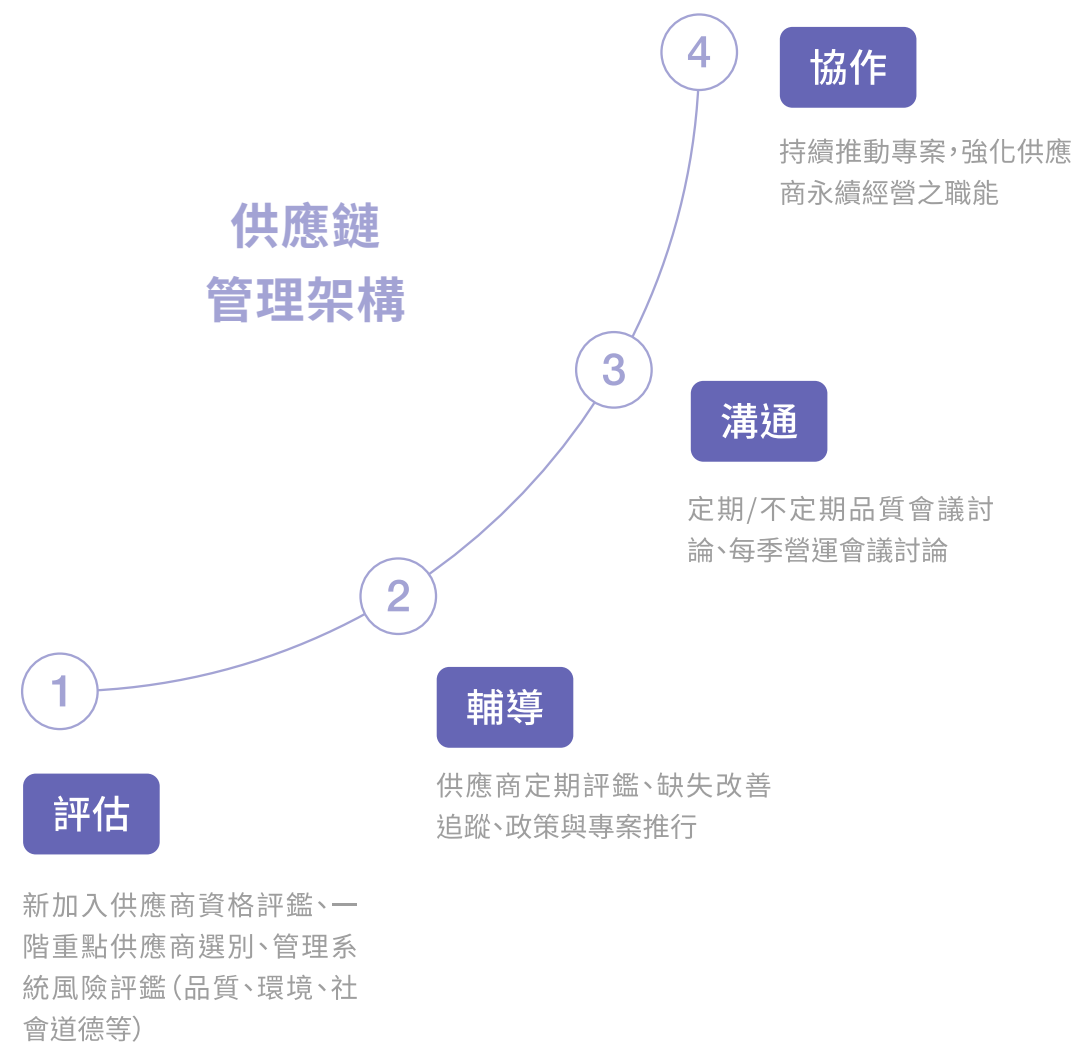 供應鏈
管理架構
1
評估
新加入供應商資格評鑑、一
階重點供應商選別、管理系
統風險評鑑（品質、環境、社
會道德等）
2
輔導
供應商定期評鑑、缺失改善
追蹤、政策與專案推行
3
溝通
定期/不定期品質會議討
論、每季營運會議討論
4
協作
持續推動專案，強化供應
商永續經營之職能